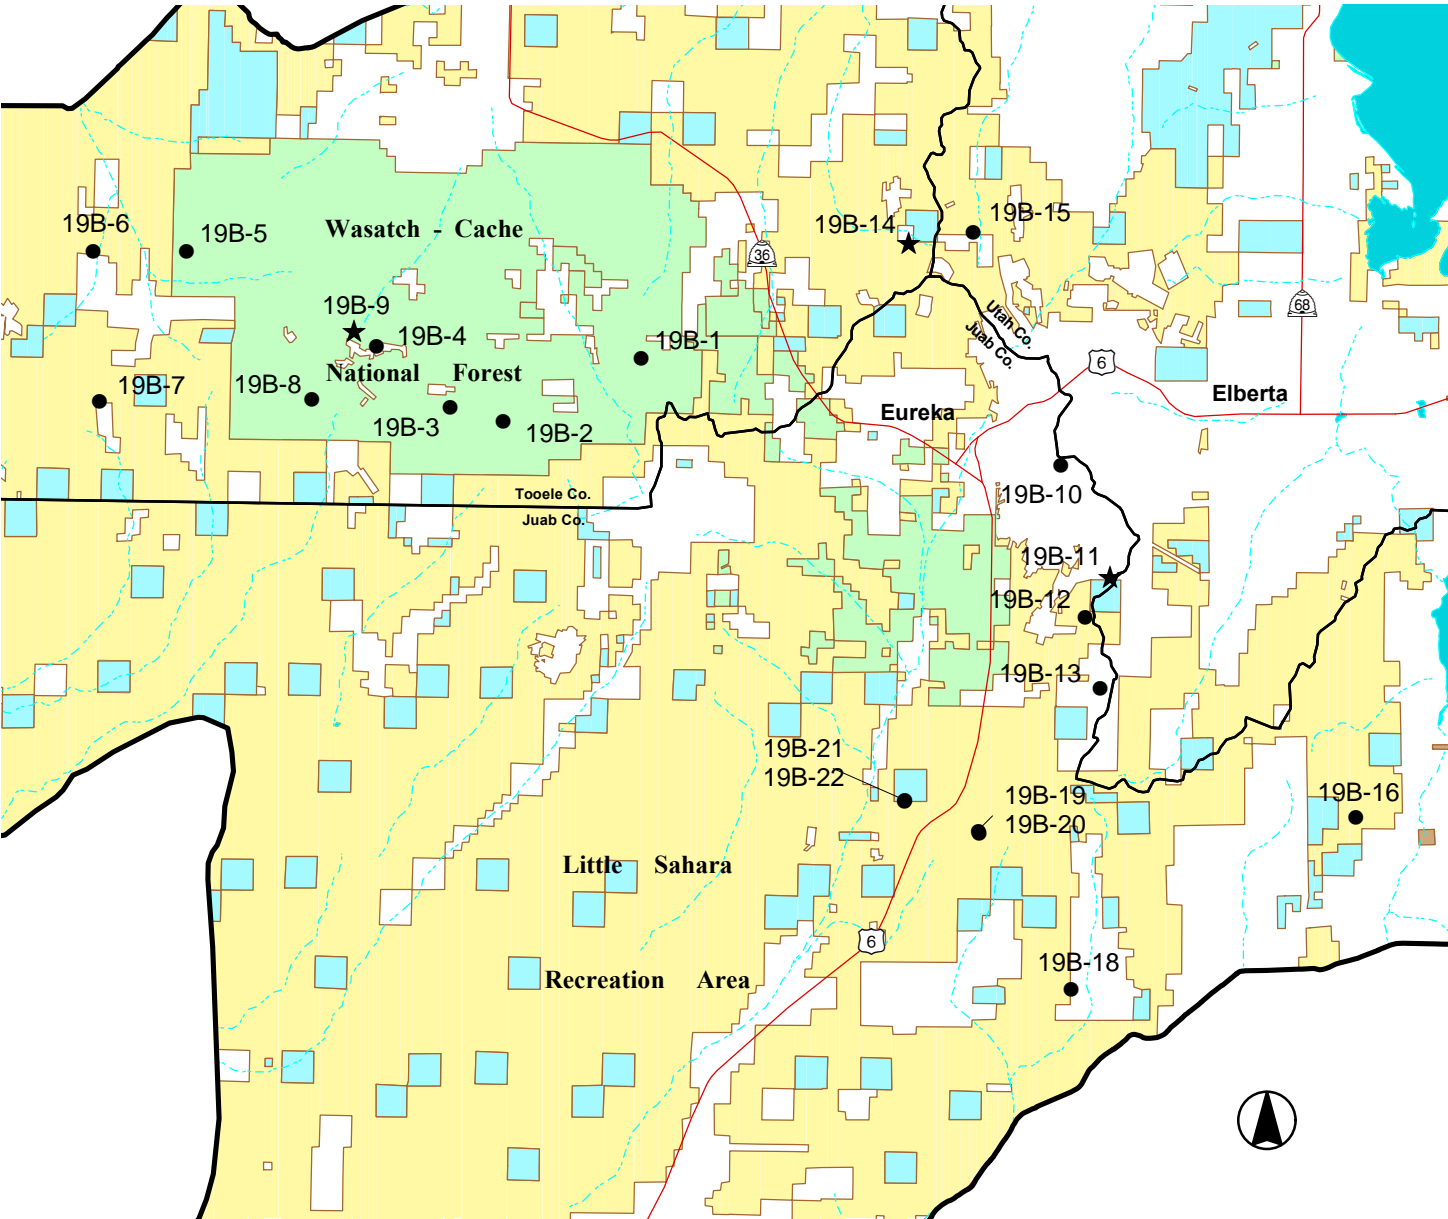 19B-6
19B-5
Wasatch - Cache
19B-14
19B-15
36
19B-9
19B-4
19B-1
Utah Co.
Juab Co.
68
6
National Forest
19B-7
19B-8
19B-3
19B-2
Eureka
Elberta
Tooele Co.
Juab Co.
19B-10
19B-11
19B-12
19B-13
19B-21
19B-22
19B-19
19B-20
19B-16
Little Sahara
6
19B-18
Recreation Area